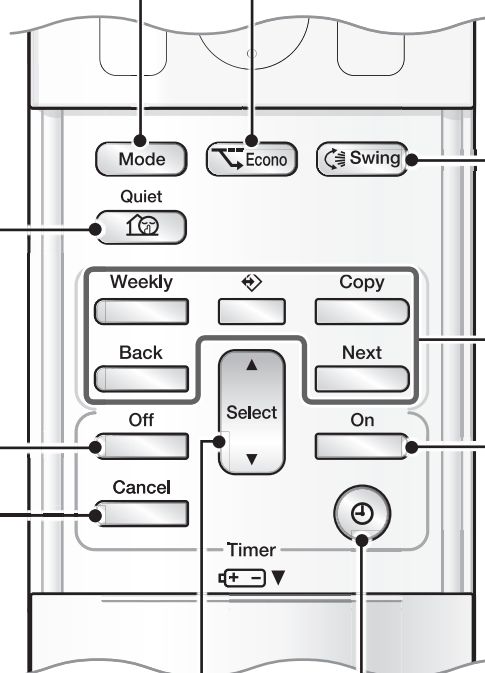 Mode
Econo
Swing
Quiet
Weekly
Copy
Back
Next
Select
Off
On
Cancel
Timer